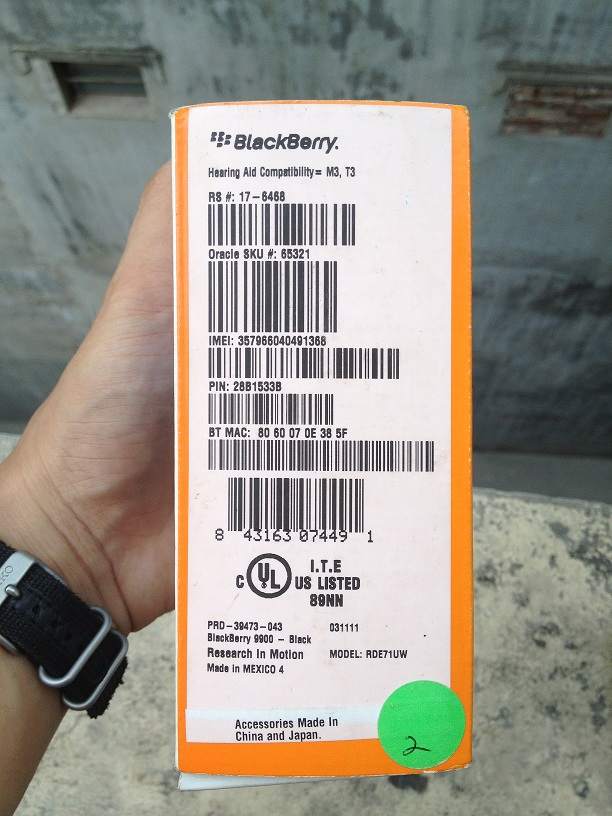 BlackBerry.
Hearing Aid Compatibility= M3, T3
RS #: 17-6468
Oracle SKU #: 65321
IMEI: 357966040491368
PIN: 28B1533B
BT MAC: 80 60 07 0E 38 5F
8 43163 07449 1
C UL US I.T.E
LISTED
89NN
PRD-39473-043 031111
BlackBerry 9900 - Black
Research In Motion MODEL: RDE71UW
Made in MEXICO 4
Accessories Made In
China and Japan.
2